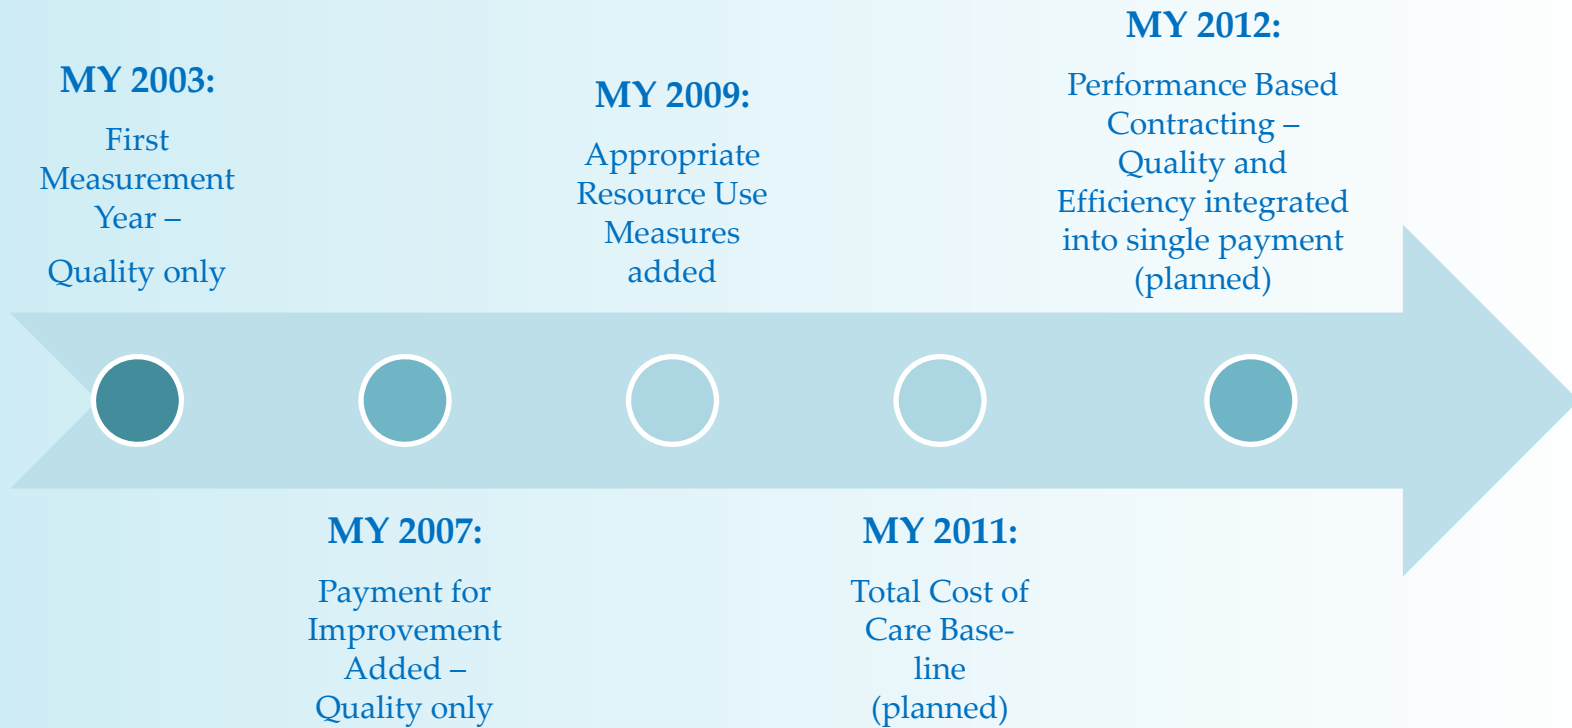 MY 2003:
First
Measurement
Year –
Quality only
MY 2007:
Payment for
Improvement
Added –
Quality only
MY 2009:
Appropriate
Resource Use
Measures
added
MY 2011:
Total Cost of
Care Base-
line
(planned)
MY 2012:
Performance Based
Contracting –
Quality and
Efficiency integrated
into single payment
(planned)